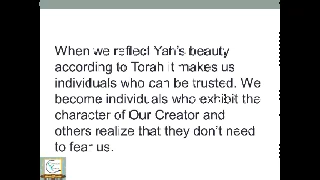 When we reflect Yah's beauty
according to Torah it makes us
individuals who can be trusted. We
become individuals who exhibit the
character of Our Creator and
others realize that they don't need
to fear us.